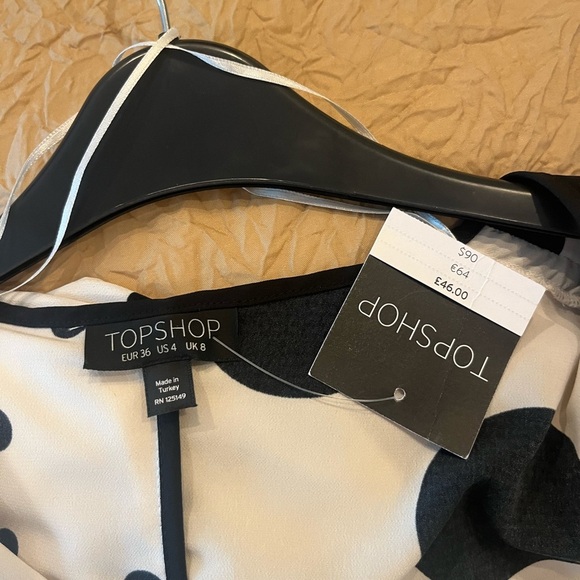 $90
€64
£46.00
TOPSHOP
TOPSHOP
EUR 36 US 4 UK 8
Made in
Turkey
RN 125149